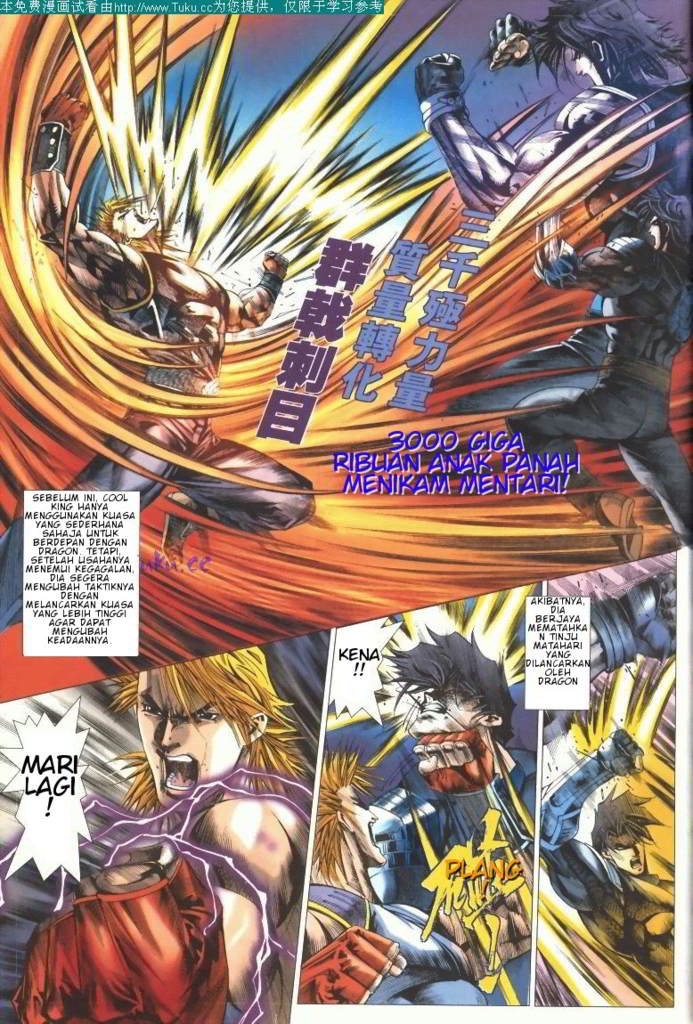 本免费漫画试看由http://www.Tuku.cc为您提供，仅限于学习参考
三千極力量
質量轉化
群戟刺目
3000 GIGA
RIBUAN ANAK PANAH
MENIKAM MENTARI!
SEBELUM INI, COOL
KING HANYA
MENGGUNAKAN KUASA
YANG SEDERHANA
SAHAJA UNTUK
BERDEPAN DENGAN
DRAGON. TETAPI,
SETELAH USAHANYA
MENEMUI KEGAGALAN,
DIA SEGERA
MENGUBAH TAKTIKNYA
DENGAN
MELANCARKAN KUASA
YANG LEBIH TINGGI
AGAR DAPAT
MENGUBAH
KEADAANNYA.
AKIBATNYA,
DIA
BERJAYA
MEMATAHKA
N TINJU
MATAHARI
YANG
DILANCARKAN
OLEH
DRAGON
KENA
!!
PLANG
!
MARI
LAGI
!